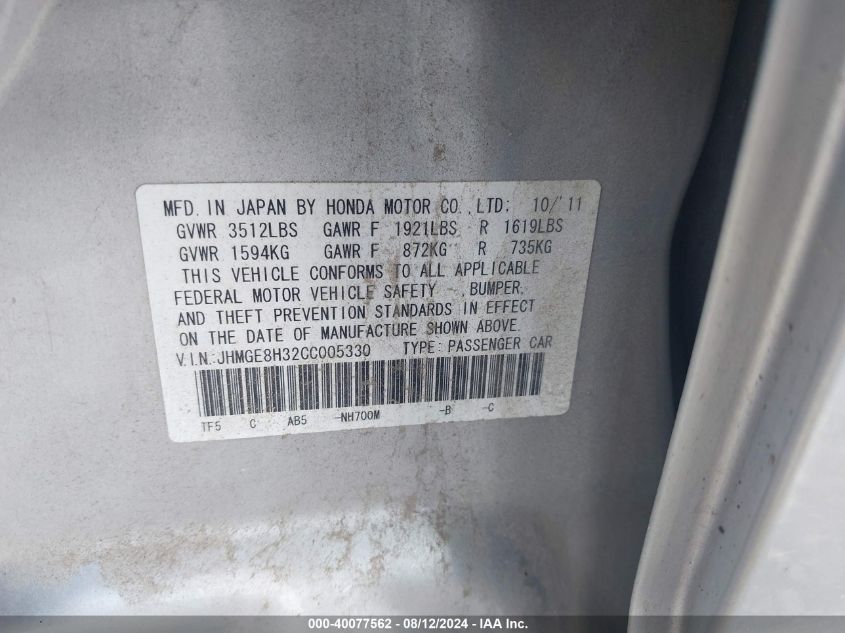 MFD. IN JAPAN BY HONDA MOTOR CO.,LTD; 10/'11
GVWR 3512LBS GAWR F 1921LBS R 1619LBS
GVWR 1594KG GAWR F 872KG R 735KG
THIS VEHICLE CONFORMS TO ALL APPLICABLE
FEDERAL MOTOR VEHICLE SAFETY ,BUMPER,
AND THEFT PREVENTION STANDARDS IN EFFECT
ON THE DATE OF MANUFACTURE SHOWN ABOVE.
V.I.N.:JHMGE8H32CC005330 TYPE: PASSENGER CAR
TF5 C AB5 -NH700M -B -C
000-40077562 - 08/12/2024 - IAA Inc.